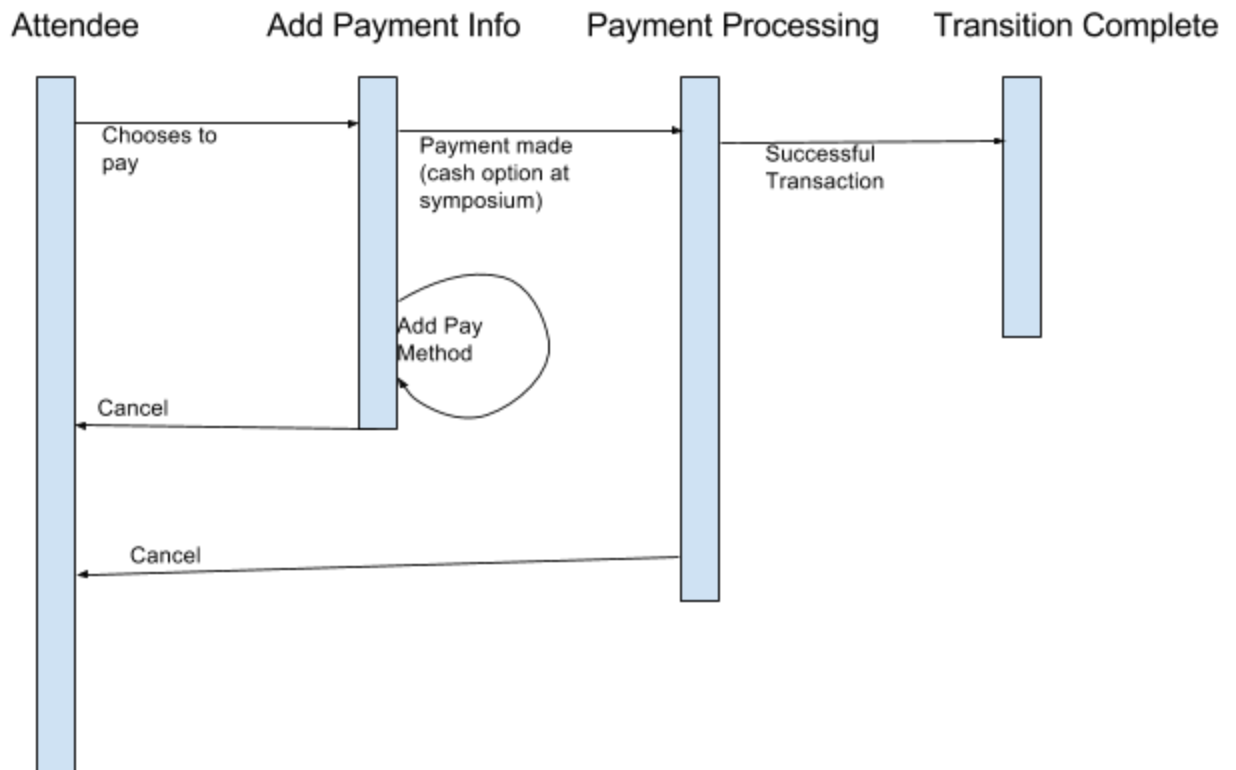 Attendee
Add Payment Info
Payment Processing
Transition Complete
Chooses to
pay
Payment made
(cash option at
symposium)
Successful
Transaction
Add Pay
Method
Cancel
Cancel